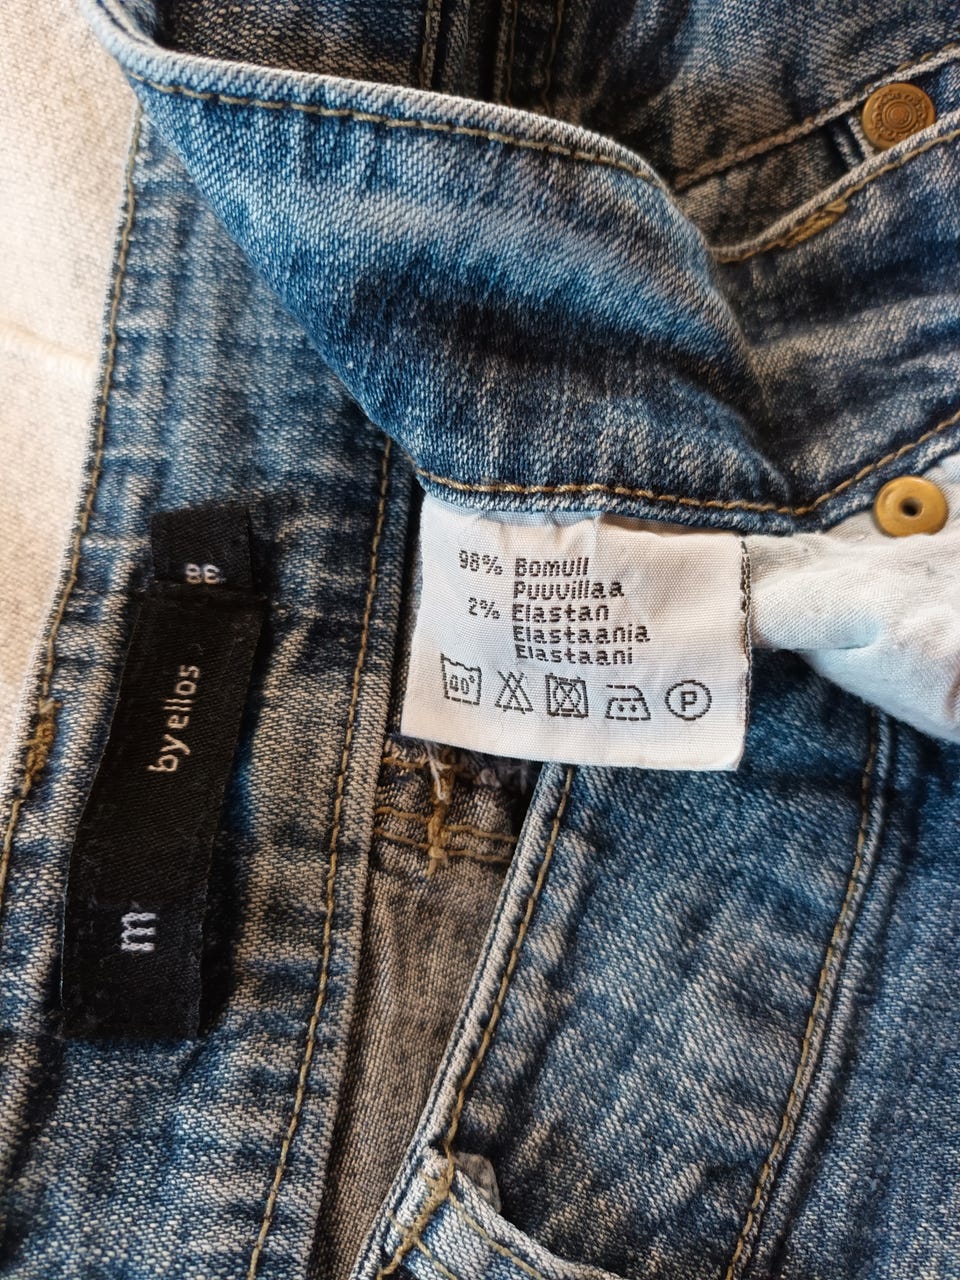 98% Bomull
Puuvillaa
2% Elastan
Elastaania
Elastaani
40° P
38
by ellos
m